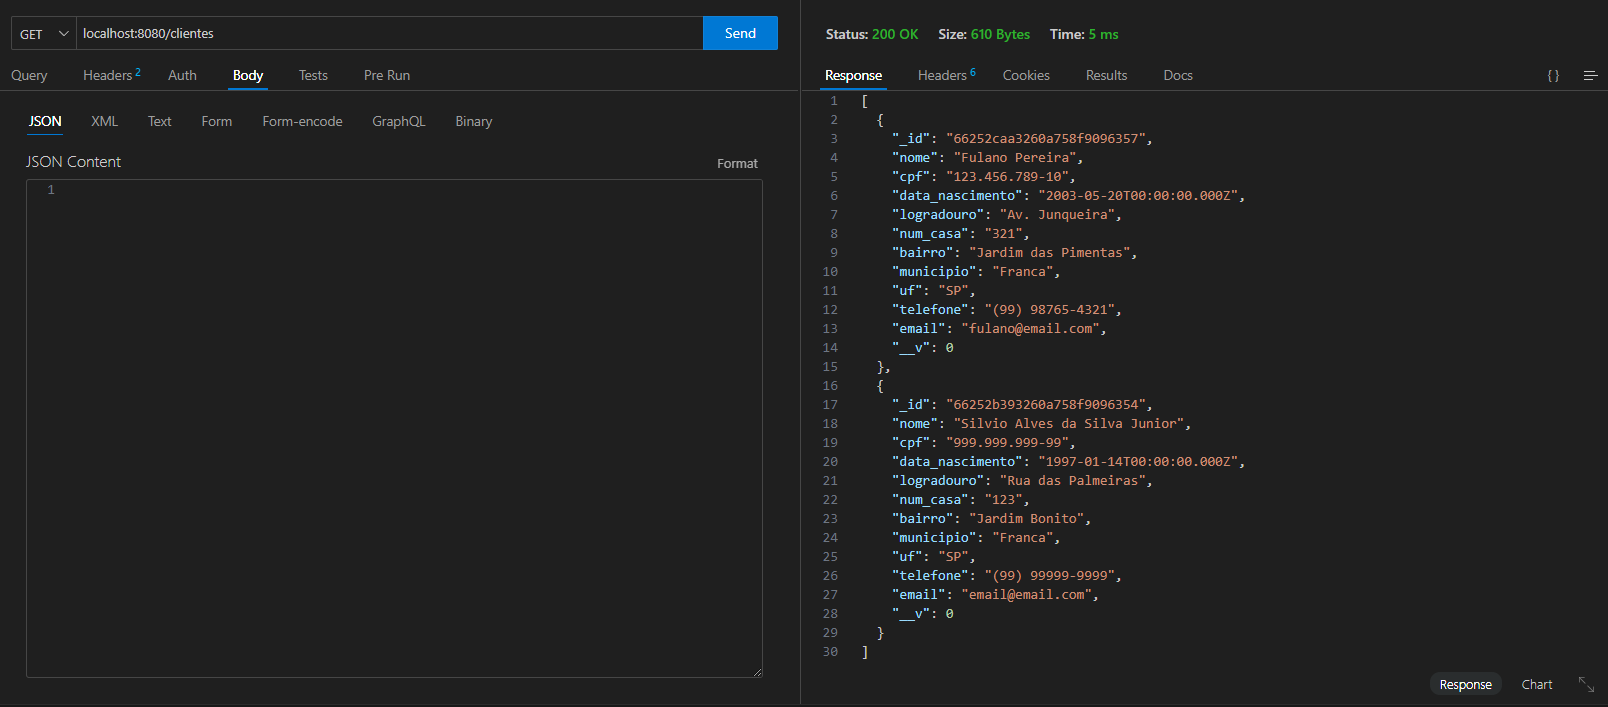 GET localhost:8080/clientes Send
Query Headers 2 Auth Body Tests Pre Run
JSON XML Text Form Form-encode GraphQL Binary
JSON Content Format
1
Status: 200 OK Size: 610 Bytes Time: 5 ms
Response Headers 6 Cookies Results Docs {}
1 [
2 {
3 "_id": "66252caa3260a758f9096357",
4 "nome": "Fulano Pereira",
5 "cpf": "123.456.789-10",
6 "data_nascimento": "2003-05-20T00:00:00.000Z",
7 "logradouro": "Av. Junqueira",
8 "num_casa": "321",
9 "bairro": "Jardim das Pimentas",
10 "municipio": "Franca",
11 "uf": "SP",
12 "telefone": "(99) 98765-4321",
13 "email": "fulano@email.com",
14 "__v": 0
15 },
16 {
17 "_id": "66252b393260a758f9096354",
18 "nome": "Silvio Alves da Silva Junior",
19 "cpf": "999.999.999-99",
20 "data_nascimento": "1997-01-14T00:00:00.000Z",
21 "logradouro": "Rua das Palmeiras",
22 "num_casa": "123",
23 "bairro": "Jardim Bonito",
24 "municipio": "Franca",
25 "uf": "SP",
26 "telefone": "(99) 99999-9999",
27 "email": "email@email.com",
28 "__v": 0
29 }
30 ]
Response Chart